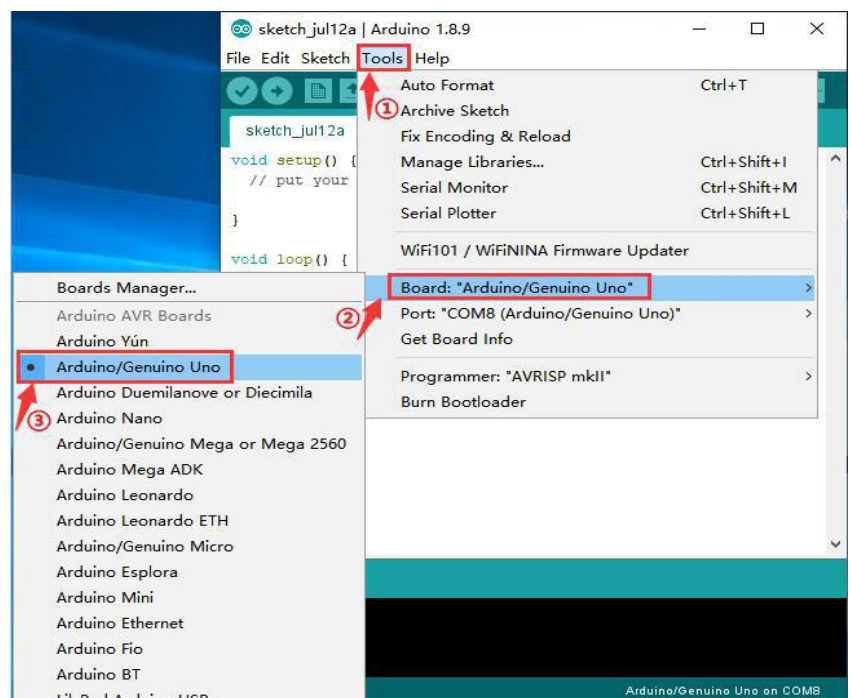 sketch_jul12a | Arduino 1.8.9
File Edit Sketch Tools Help
①
Auto Format Ctrl+T
Archive Sketch
Fix Encoding & Reload
Manage Libraries... Ctrl+Shift+I
Serial Monitor Ctrl+Shift+M
Serial Plotter Ctrl+Shift+L
WiFi101 / WiFiNINA Firmware Updater
Board: "Arduino/Genuino Uno"
②
Port: "COM8 (Arduino/Genuino Uno)"
Get Board Info
Programmer: "AVRISP mkII"
Burn Bootloader
sketch_jul12a
void setup() {
// put your
}
void loop() {
Boards Manager...
Arduino AVR Boards
Arduino Yún
Arduino/Genuino Uno
③
Arduino Duemilanove or Diecimila
Arduino Nano
Arduino/Genuino Mega or Mega 2560
Arduino Mega ADK
Arduino Leonardo
Arduino Leonardo ETH
Arduino/Genuino Micro
Arduino Esplora
Arduino Mini
Arduino Ethernet
Arduino Fio
Arduino BT
Arduino/Genuino Uno on COM8